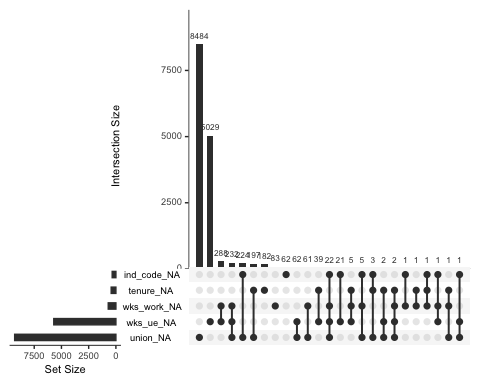 8484
7500
5029
Intersection Size
5000
2500
288 232 224 197 182 83 62 62 61 39 22 21 5 5 3 2 2 1 1 1 1 1 1
0
ind_code_NA
tenure_NA
wks_work_NA
wks_ue_NA
union_NA
7500 5000 2500 0
Set Size